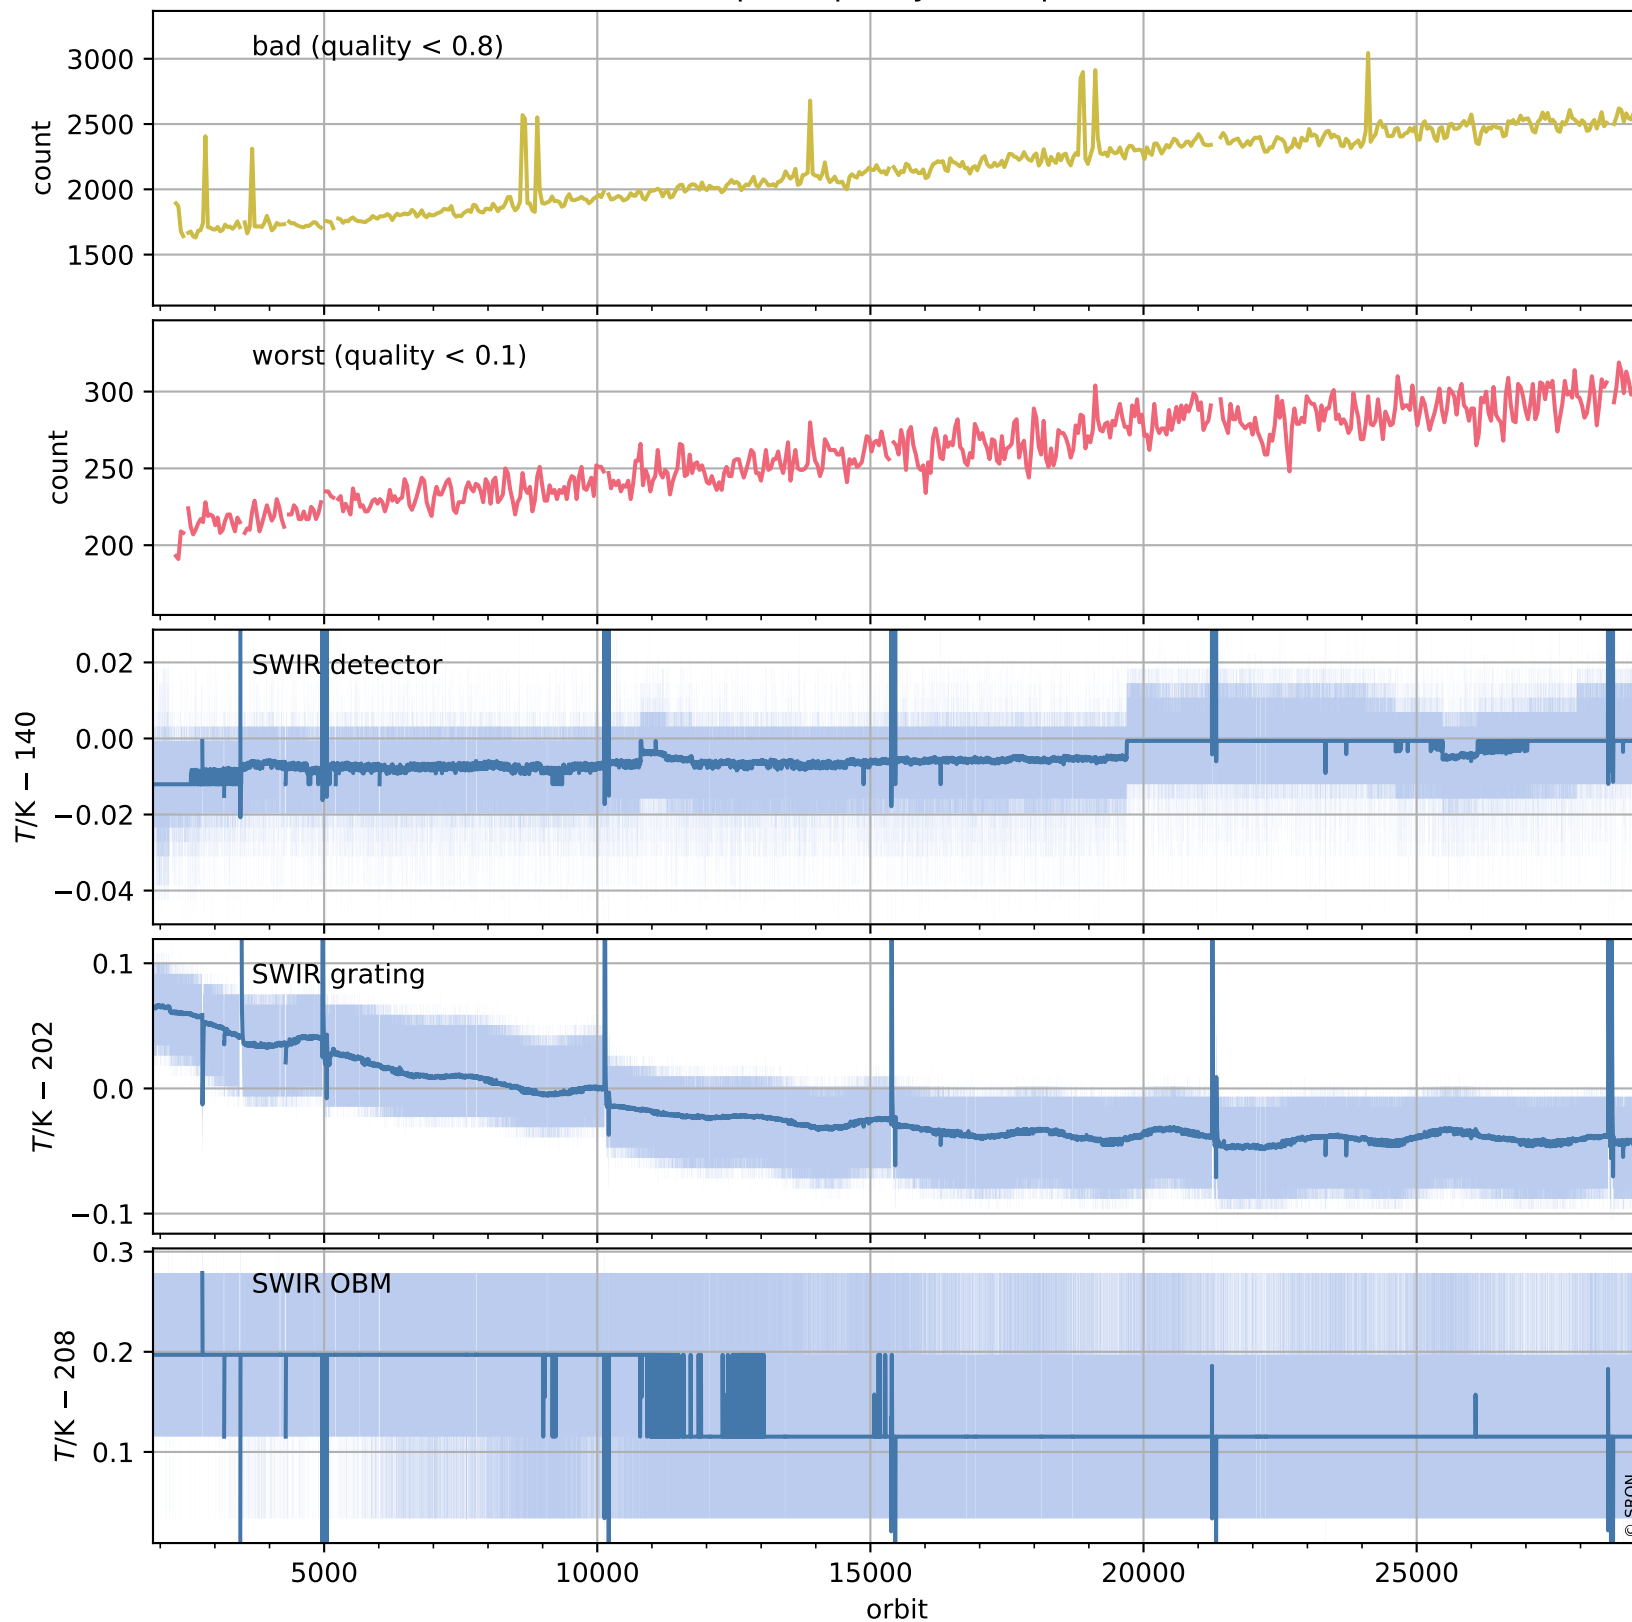 bad (quality < 0.8)
3000
2500
2000
1500
count
worst (quality < 0.1)
300
250
200
count
SWIR detector
0.02
0.00
−0.02
−0.04
T/K − 140
SWIR grating
0.1
0.0
−0.1
T/K − 202
SWIR OBM
0.3
0.2
0.1
T/K − 208
© SRON
5000 10000 15000 20000 25000
orbit